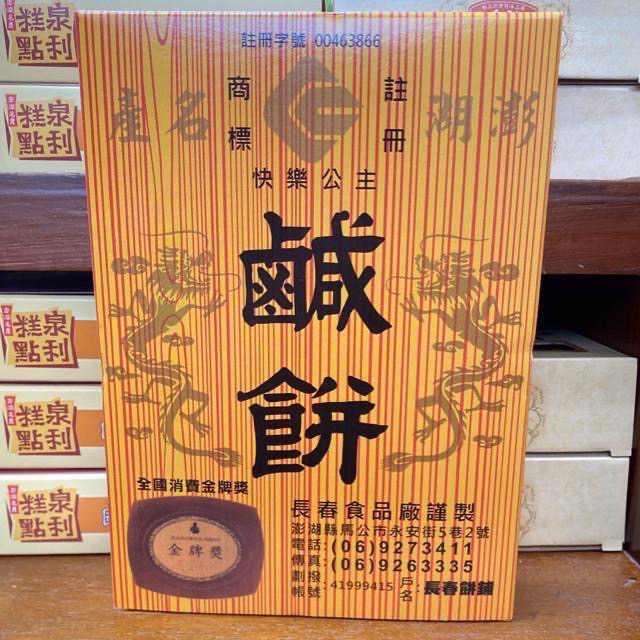 註冊字號 00463866
澎湖名產
註冊商標
快樂公主
鹹餅
全國消費金牌獎
金牌獎
長春食品廠謹製
澎湖縣馬公市永安街5巷2號
電話:(06)9273411
傳真:(06)9263335
劃撥帳號:41999415 戶名:長春餅鋪
泉利糕點
泉利糕點
泉利糕點
泉利糕點
泉利糕點